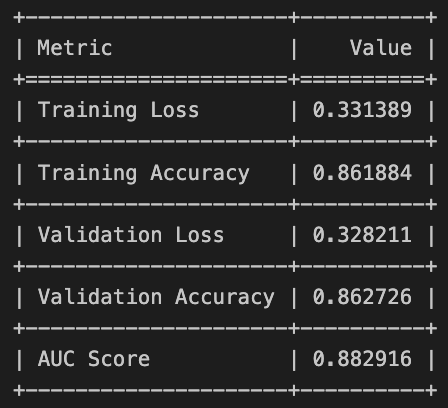 Metric Value
Training Loss 0.331389
Training Accuracy 0.861884
Validation Loss 0.328211
Validation Accuracy 0.862726
AUC Score 0.882916